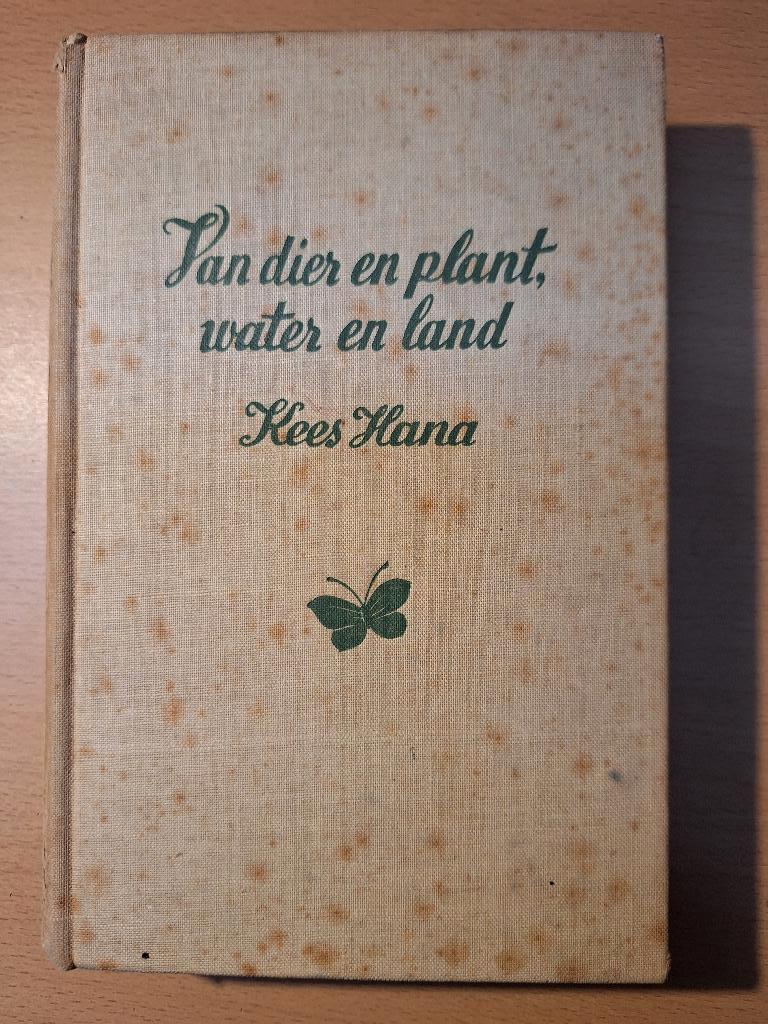 Van dier en plant,
water en land
Kees Hana